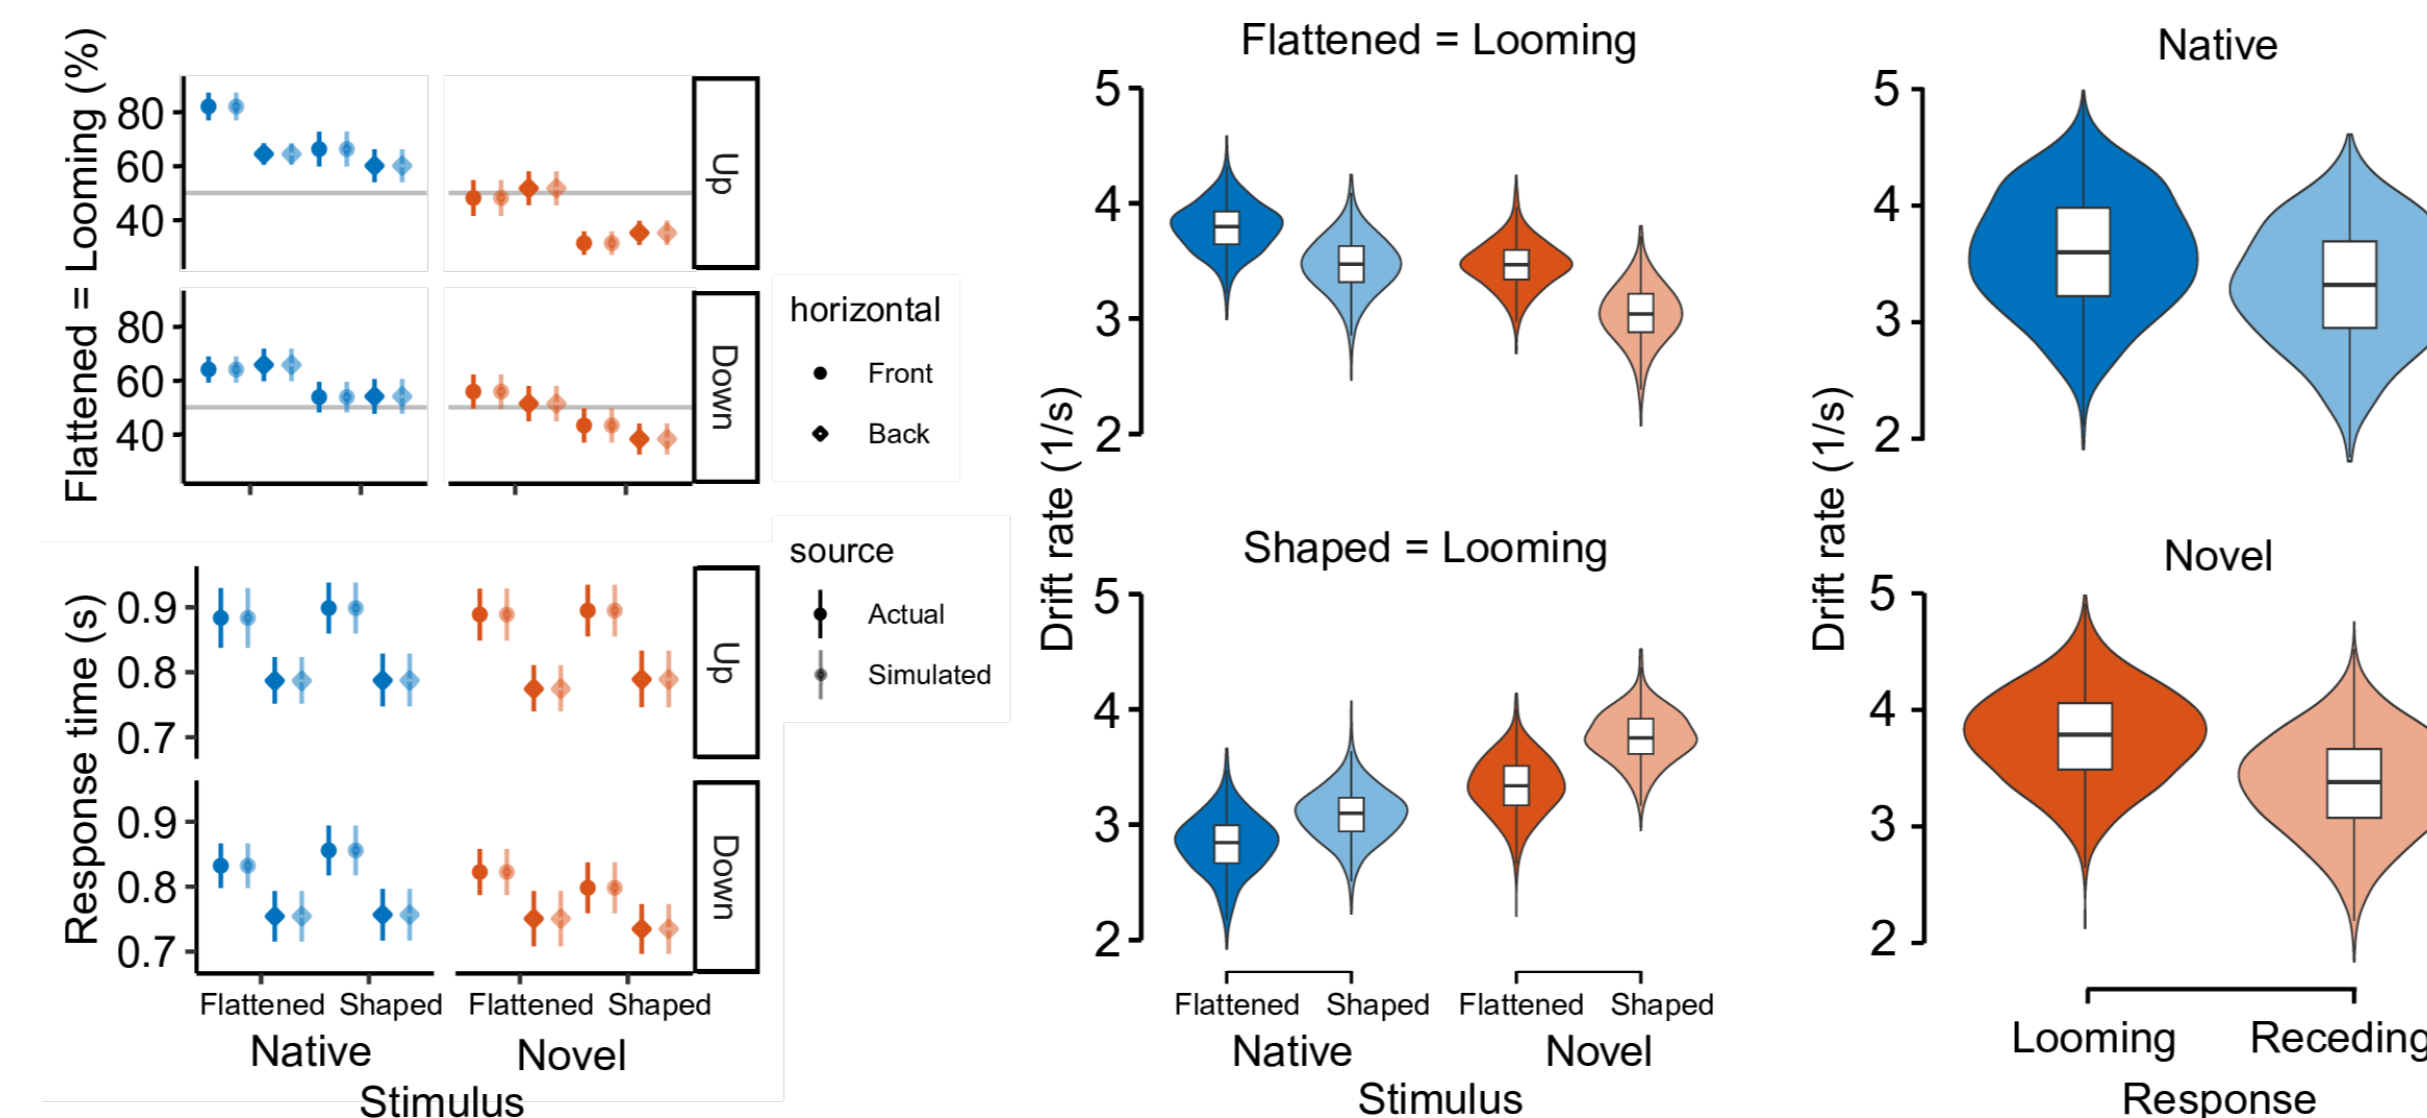 Flattened = Looming (%)
80
60
40
Up
80
60
40
Down
horizontal
Front
Back
source
Actual
Simulated
Response time (s)
0.9
0.8
0.7
Up
0.9
0.8
0.7
Down
Flattened Shaped Flattened Shaped
Native Novel
Stimulus
Flattened = Looming
Drift rate (1/s)
5
4
3
2
Shaped = Looming
5
4
3
2
Flattened Shaped Flattened Shaped
Native Novel
Stimulus
Native
Drift rate (1/s)
5
4
3
2
Novel
5
4
3
2
Looming Receding
Response